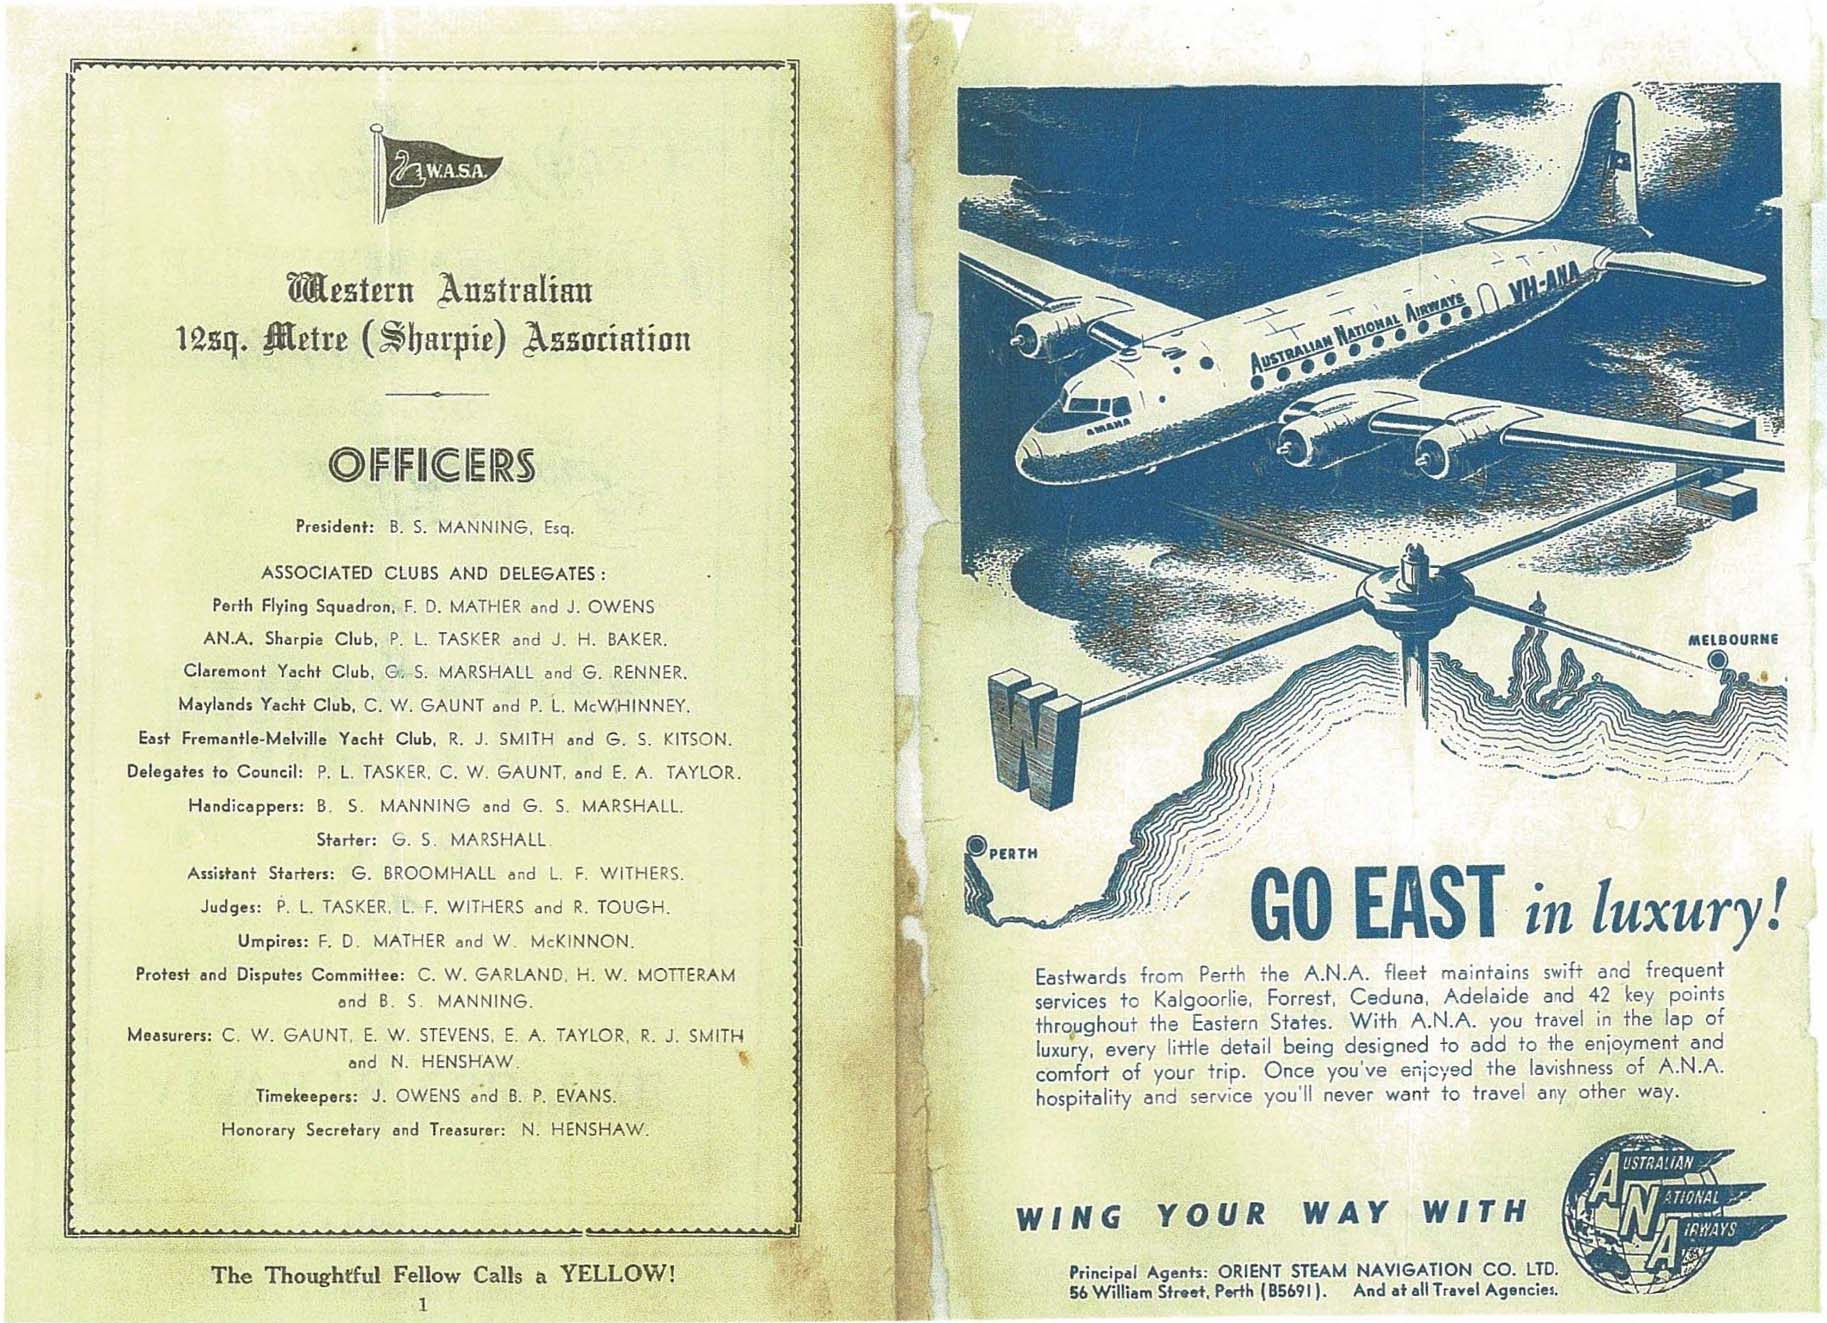 W.A.S.A.
Western Australian
12sq. Metre (Sharpie) Association
OFFICERS
President: B. S. MANNING, Esq.
ASSOCIATED CLUBS AND DELEGATES:
Perth Flying Squadron, F. D. MATHER and J. OWENS
AN.A. Sharpie Club, P. L. TASKER and J. H. BAKER.
Claremont Yacht Club, G. S. MARSHALL and G. RENNER.
Maylands Yacht Club, C. W. GAUNT and P. L. McWHINNEY.
East Fremantle-Melville Yacht Club, R. J. SMITH and G. S. KITSON.
Delegates to Council: P. L. TASKER, C. W. GAUNT, and E. A. TAYLOR.
Handicappers: B. S. MANNING and G. S. MARSHALL.
Starter: G. S. MARSHALL.
Assistant Starters: G. BROOMHALL and L. F. WITHERS.
Judges: P. L. TASKER, L. F. WITHERS and R. TOUGH.
Umpires: F. D. MATHER and W. McKINNON.
Protest and Disputes Committee: C. W. GARLAND, H. W. MOTTERAM
and B. S. MANNING.
Measurers: C. W. GAUNT, E. W. STEVENS, E. A. TAYLOR, R. J. SMITH
and N. HENSHAW.
Timekeepers: J. OWENS and B. P. EVANS.
Honorary Secretary and Treasurer: N. HENSHAW.
The Thoughtful Fellow Calls a YELLOW!
1
VH-ANA
AUSTRALIAN NATIONAL AIRWAYS
AMANA
E
W
MELBOURNE
PERTH
GO EAST in luxury!
Eastwards from Perth the A.N.A. fleet maintains swift and frequent
services to Kalgoorlie, Forrest, Ceduna, Adelaide and 42 key points
throughout the Eastern States. With A.N.A. you travel in the lap of
luxury, every little detail being designed to add to the enjoyment and
comfort of your trip. Once you've enjoyed the lavishness of A.N.A.
hospitality and service you'll never want to travel any other way.
WING YOUR WAY WITH
AUSTRALIAN
NATIONAL
AIRWAYS
Principal Agents: ORIENT STEAM NAVIGATION CO. LTD.
56 William Street, Perth (B5691). And at all Travel Agencies.